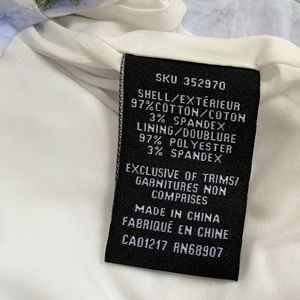 SKU 352970
SHELL/EXTÉRIEUR
97%COTTON/COTON
3% SPANDEX
LINING/DOUBLURE
97% POLYESTER
3% SPANDEX
EXCLUSIVE OF TRIMS/
GARNITURES NON
COMPRISES
MADE IN CHINA
FABRIQUÉ EN CHINE
CA01217 RN68907